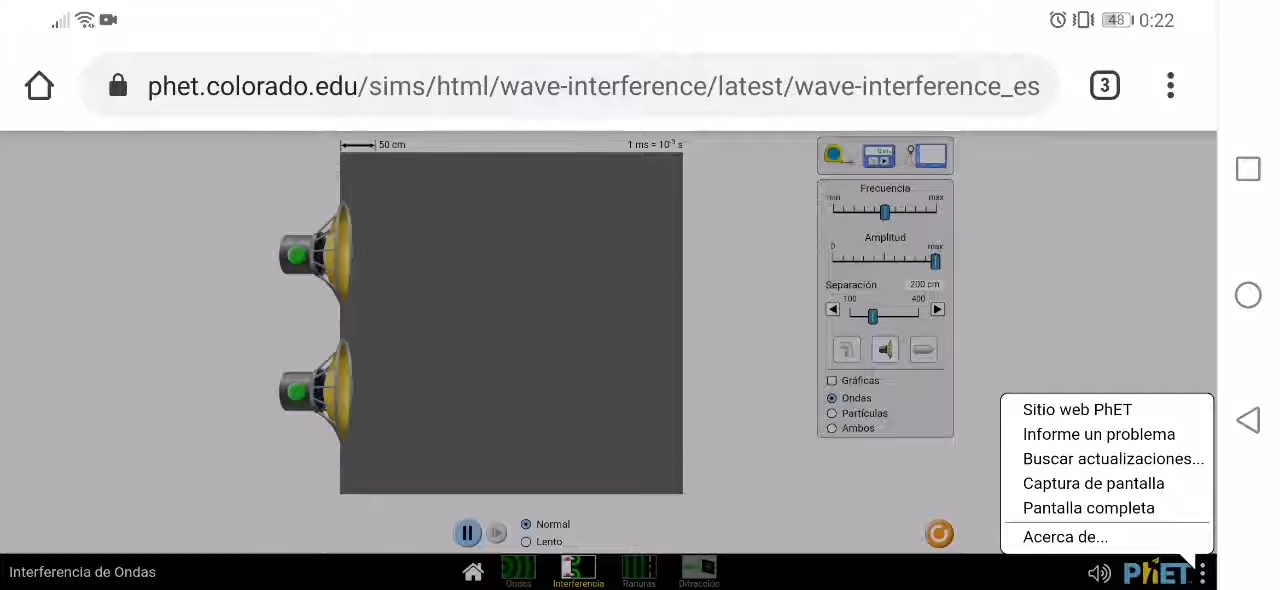 48 0:22
phet.colorado.edu/sims/html/wave-interference/latest/wave-interference_es
3
50 cm
1 ms = 10⁻³ s
Frecuencia
min max
Amplitud
0 max
Separación 200 cm
100 400
Gráficas
Ondas
Partículas
Ambos
Sitio web PhET
Informe un problema
Buscar actualizaciones...
Captura de pantalla
Pantalla completa
Acerca de...
Normal
Lento
Interferencia de Ondas
Ondas Interferencia Ranuras Difracción
PhET